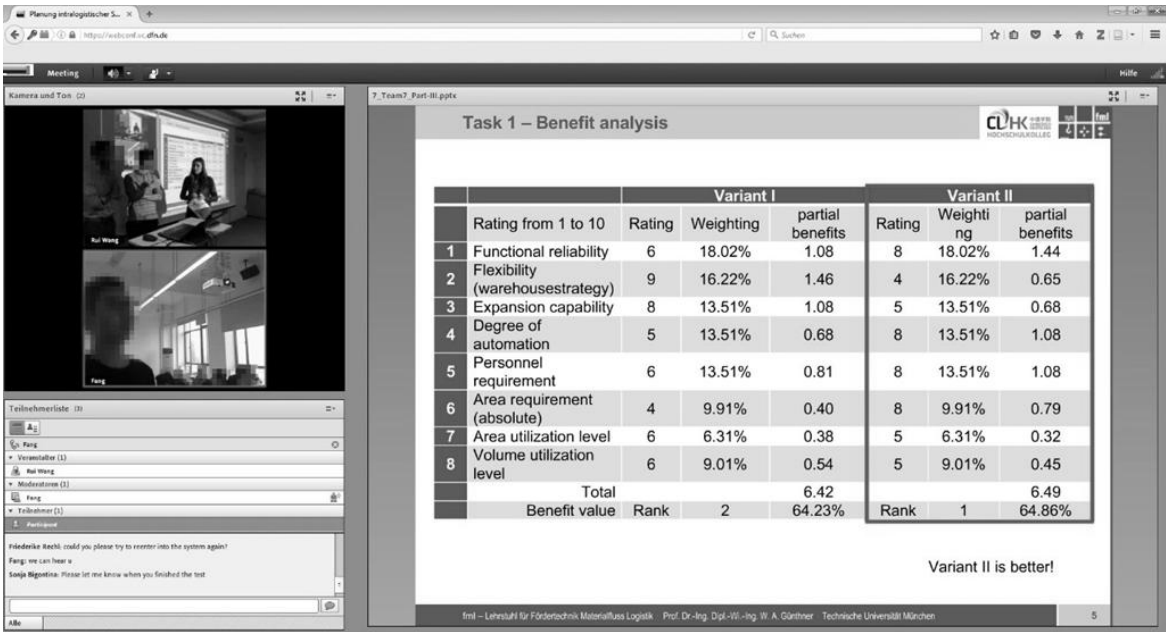 Planung intralogistischer S...
https://webconf.vc.dfn.de
Suchen
Meeting
Hilfe
Kamera und Ton (2)
Rui Wang
Fang
Teilnehmerliste (3)
Fang
Veranstalter (1)
Rui Wang
Moderatoren (1)
Fang
Teilnehmer (1)
Participant
Friederike Rechl: could you please try to reenter into the system again?
Fang: we can hear u
Sonja Bigontina: Please let me know when you finished the test
Alle
7_Team7_Part-III.pptx
Task 1 – Benefit analysis
CDHK
HOCHSCHULKOLLEG
TUM
fml
Variant I Variant II
Rating from 1 to 10 Rating Weighting partial benefits Rating Weighti ng partial benefits
1 Functional reliability 6 18.02% 1.08 8 18.02% 1.44
2 Flexibility (warehousestrategy) 9 16.22% 1.46 4 16.22% 0.65
3 Expansion capability 8 13.51% 1.08 5 13.51% 0.68
4 Degree of automation 5 13.51% 0.68 8 13.51% 1.08
5 Personnel requirement 6 13.51% 0.81 8 13.51% 1.08
6 Area requirement (absolute) 4 9.91% 0.40 8 9.91% 0.79
7 Area utilization level 6 6.31% 0.38 5 6.31% 0.32
8 Volume utilization level 6 9.01% 0.54 5 9.01% 0.45
Total 6.42 6.49
Benefit value Rank 2 64.23% Rank 1 64.86%
Variant II is better!
fml – Lehrstuhl für Fördertechnik Materialfluss Logistik Prof. Dr.-Ing. Dipl.-Wi.-Ing. W. A. Günthner Technische Universität München 5